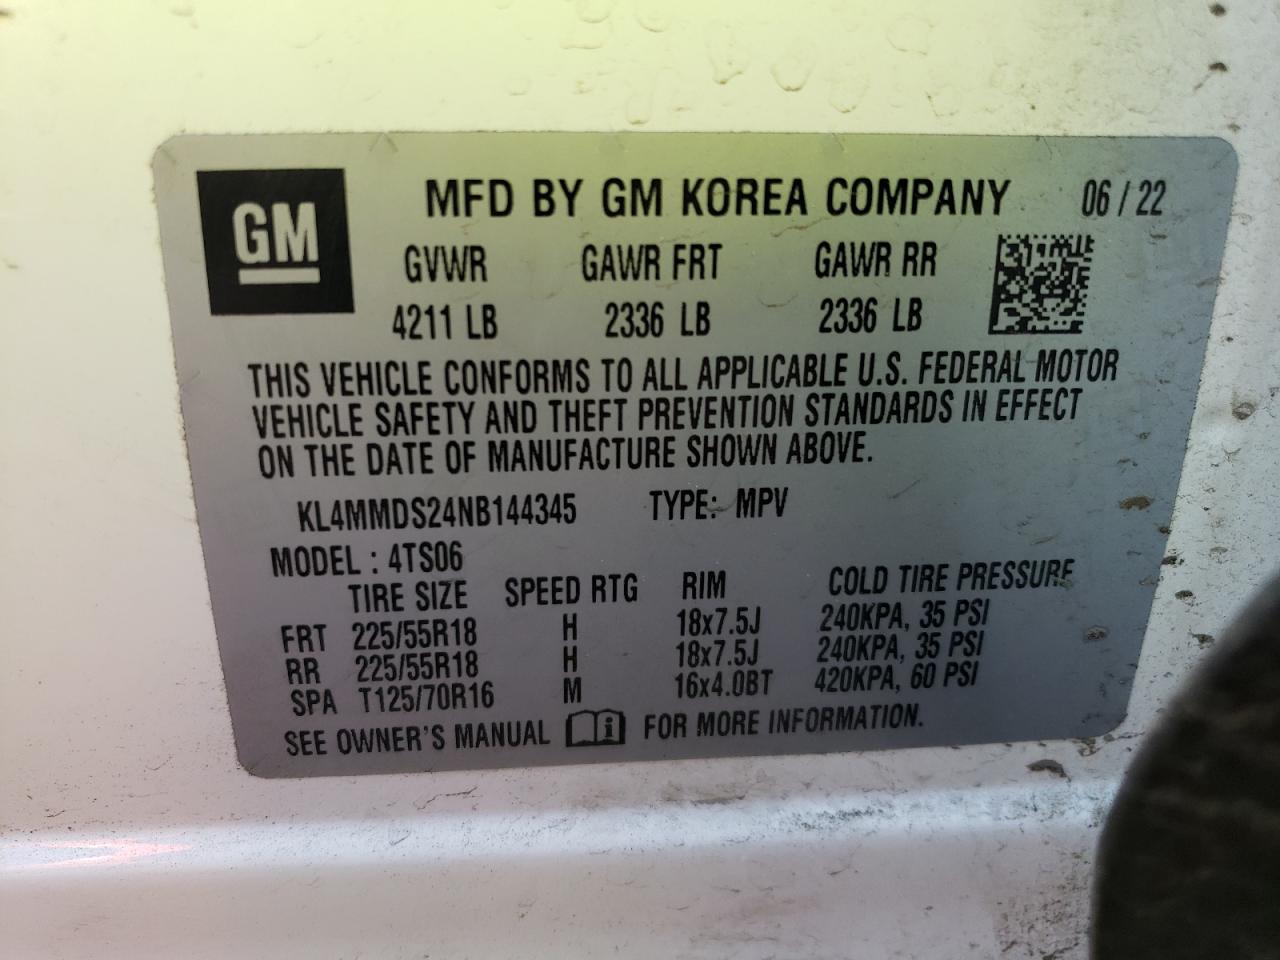 GM
MFD BY GM KOREA COMPANY 06 / 22
GVWR GAWR FRT GAWR RR
4211 LB 2336 LB 2336 LB
THIS VEHICLE CONFORMS TO ALL APPLICABLE U.S. FEDERAL MOTOR
VEHICLE SAFETY AND THEFT PREVENTION STANDARDS IN EFFECT
ON THE DATE OF MANUFACTURE SHOWN ABOVE.
KL4MMDS24NB144345 TYPE: MPV
MODEL : 4TS06
TIRE SIZE SPEED RTG RIM COLD TIRE PRESSURE
FRT 225/55R18 H 18x7.5J 240KPA, 35 PSI
RR 225/55R18 H 18x7.5J 240KPA, 35 PSI
SPA T125/70R16 M 16x4.0BT 420KPA, 60 PSI
SEE OWNER'S MANUAL i FOR MORE INFORMATION.